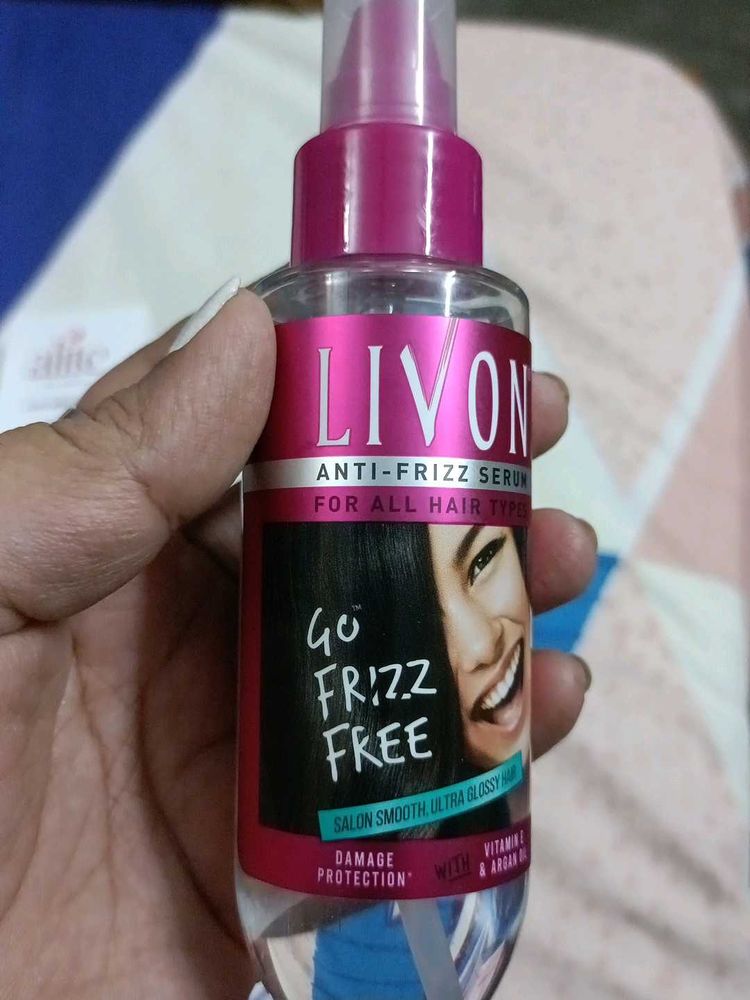 LIVON
ANTI-FRIZZ SERUM
FOR ALL HAIR TYPES
GO™
FRIZZ
FREE
SALON SMOOTH, ULTRA GLOSSY HAIR
DAMAGE
PROTECTION*
WITH
VITAMIN E
& ARGAN OIL